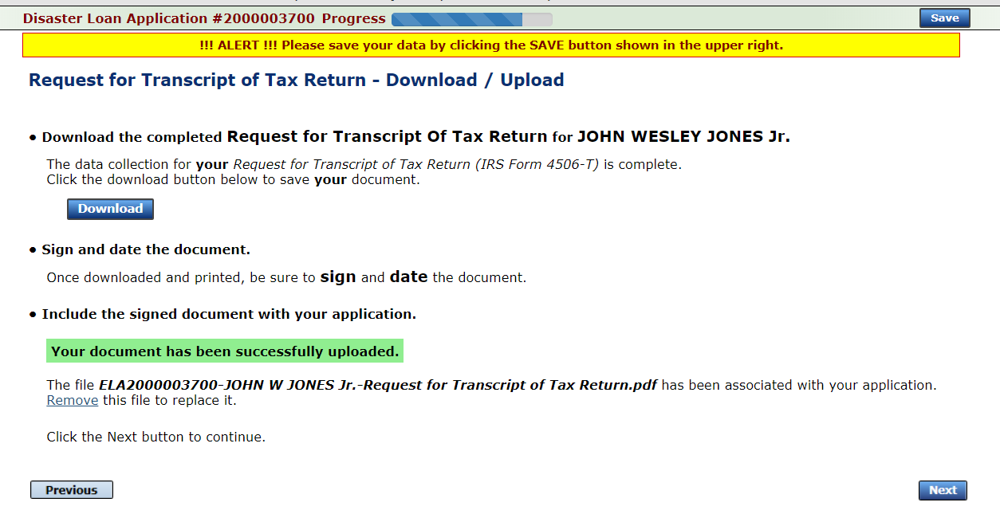 Disaster Loan Application #2000003700 Progress
Save
!!! ALERT !!! Please save your data by clicking the SAVE button shown in the upper right.
Request for Transcript of Tax Return - Download / Upload
• Download the completed Request for Transcript Of Tax Return for JOHN WESLEY JONES Jr.
The data collection for your Request for Transcript of Tax Return (IRS Form 4506-T) is complete.
Click the download button below to save your document.
Download
• Sign and date the document.
Once downloaded and printed, be sure to sign and date the document.
• Include the signed document with your application.
Your document has been successfully uploaded.
The file ELA2000003700-JOHN W JONES Jr.-Request for Transcript of Tax Return.pdf has been associated with your application.
Remove this file to replace it.
Click the Next button to continue.
Previous
Next